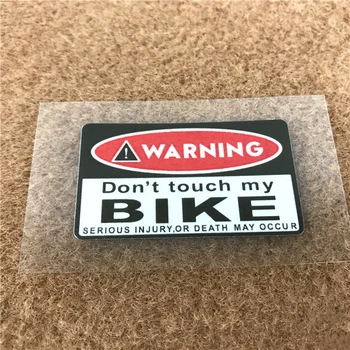 WARNING
Don't touch my
BIKE
SERIOUS INJURY,OR DEATH MAY OCCUR